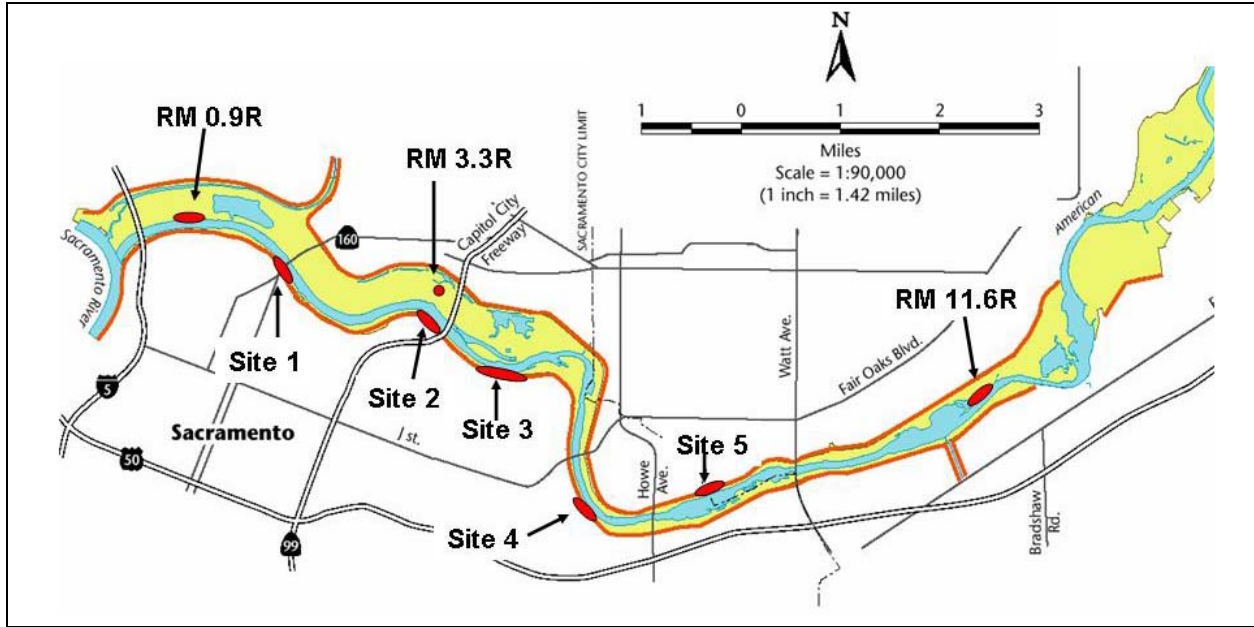 N
RM 0.9R
SACRAMENTO CITY LIMIT
1 0 1 2 3
Miles
Scale = 1:90,000
(1 inch = 1.42 miles)
RM 3.3R
Capitol City
Freeway
American
160
Sacramento River
RM 11.6R
Site 1
Watt Ave.
Fair Oaks Blvd.
5
Site 2
Sacramento
J st.
Site 3
50
Site 5
Howe
Ave.
Bradshaw
Rd.
Site 4
99